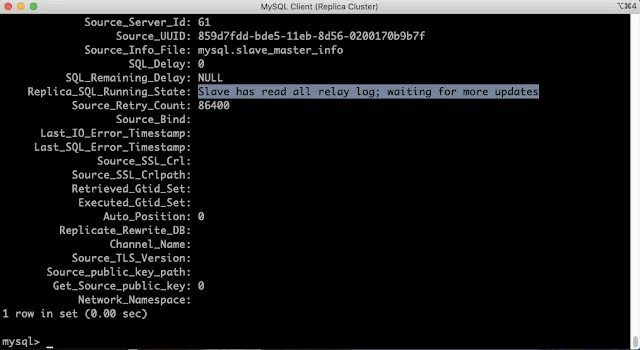 MySQL Client (Replica Cluster)
⌥⌘4
Source_Server_Id: 61
Source_UUID: 859d7fdd-bde5-11eb-8d56-0200170b9b7f
Source_Info_File: mysql.slave_master_info
SQL_Delay: 0
SQL_Remaining_Delay: NULL
Replica_SQL_Running_State: Slave has read all relay log; waiting for more updates
Source_Retry_Count: 86400
Source_Bind:
Last_IO_Error_Timestamp:
Last_SQL_Error_Timestamp:
Source_SSL_Crl:
Source_SSL_Crlpath:
Retrieved_Gtid_Set:
Executed_Gtid_Set:
Auto_Position: 0
Replicate_Rewrite_DB:
Channel_Name:
Source_TLS_Version:
Source_public_key_path:
Get_Source_public_key: 0
Network_Namespace:
1 row in set (0.00 sec)
mysql> _